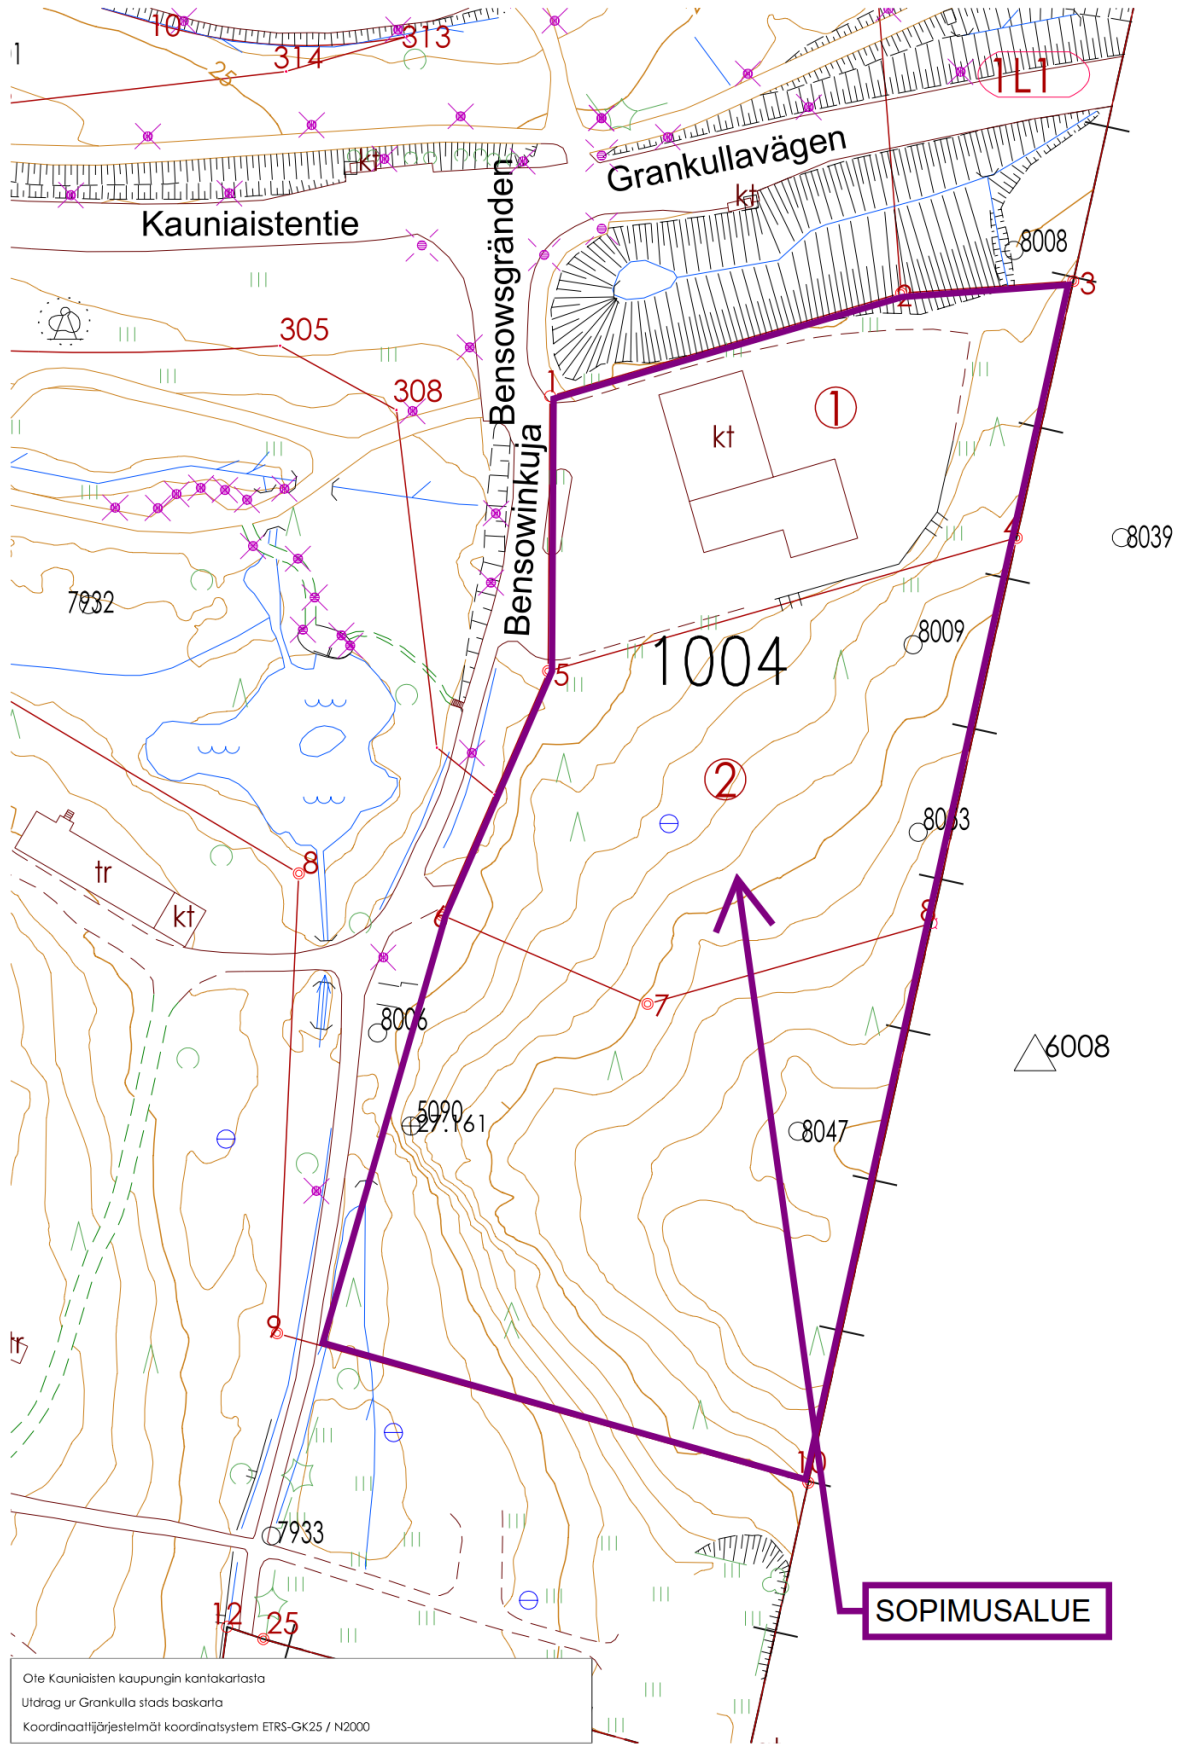 10
313
314
25
1L1
kt
Grankullavägen
kt
Kauniaistentie
Bensowsgränden
8008
2
3
305
1
308
1
kt
Bensowinkuja
4
8039
7932
8009
5
1004
2
8033
8
tr
kt
6
8
7
8006
6008
5090
27.161
8047
9
tr
10
7933
12
25
SOPIMUSALUE
Ote Kauniaisten kaupungin kantakartasta
Utdrag ur Grankulla stads baskarta
Koordinaattijärjestelmät koordinatsystem ETRS-GK25 / N2000